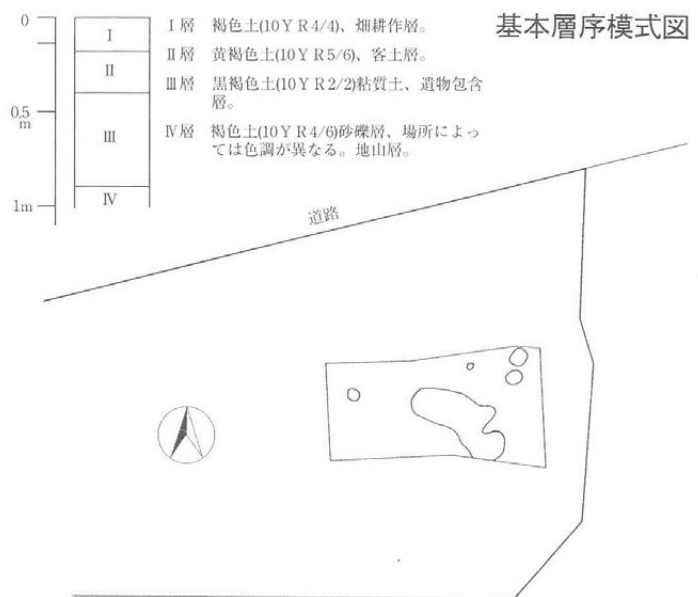 基本層序模式図
0
0.5
m
1m
I
II
III
IV
I層 褐色土(10YR4/4)、畑耕作層。
II層 黄褐色土(10YR5/6)、客土層。
III層 黒褐色土(10YR2/2)粘質土、遺物包含
層。
IV層 褐色土(10YR4/6)砂礫層、場所によっ
ては色調が異なる。地山層。
道路